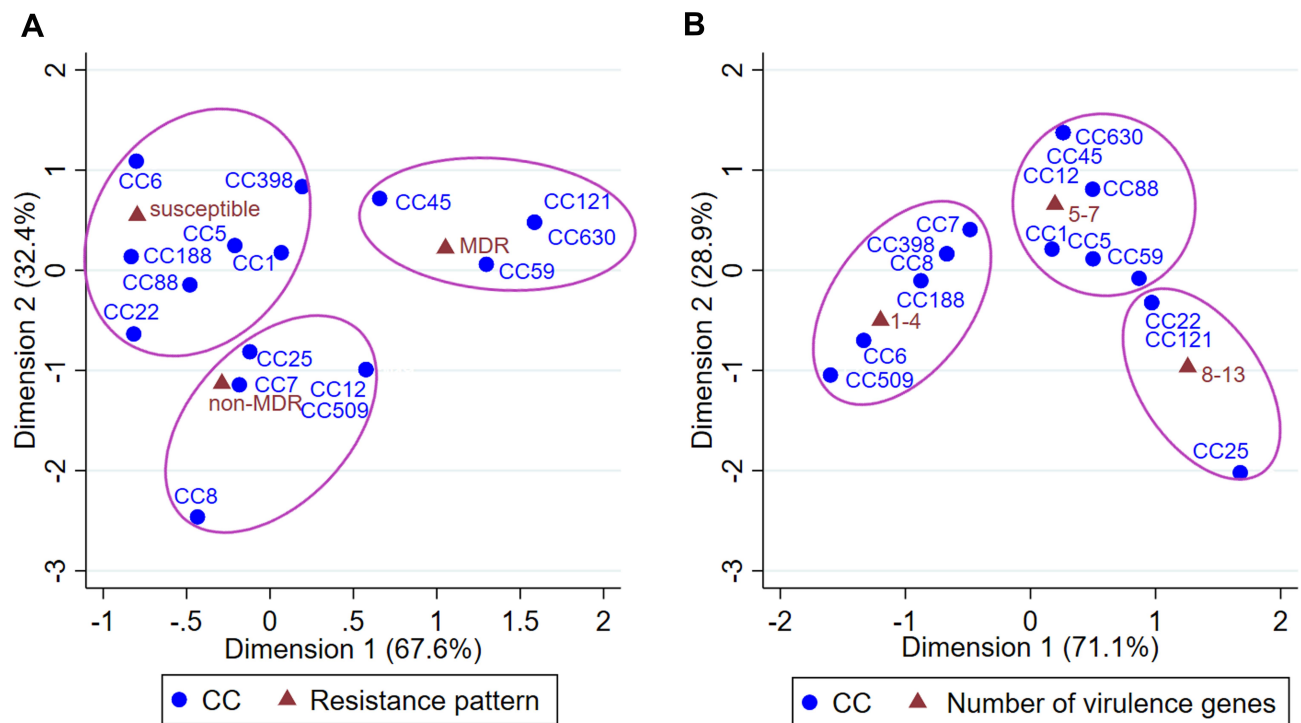 A
2
1
0
-1
-2
-3
Dimension 2 (32.4%)
CC6
CC398
susceptible
CC5
CC188
CC1
CC88
CC22
CC45
CC121
CC630
MDR
CC59
CC25
CC7
CC12
non-MDR
CC509
CC8
-1
-.5
0
.5
1
1.5
2
Dimension 1 (67.6%)
CC
Resistance pattern
B
2
1
0
-1
-2
-3
Dimension 2 (28.9%)
CC630
CC45
CC12
CC88
5-7
CC1
CC5
CC59
CC7
CC398
CC8
CC188
1-4
CC6
CC509
CC22
CC121
8-13
CC25
-2
-1
0
1
2
Dimension 1 (71.1%)
CC
Number of virulence genes